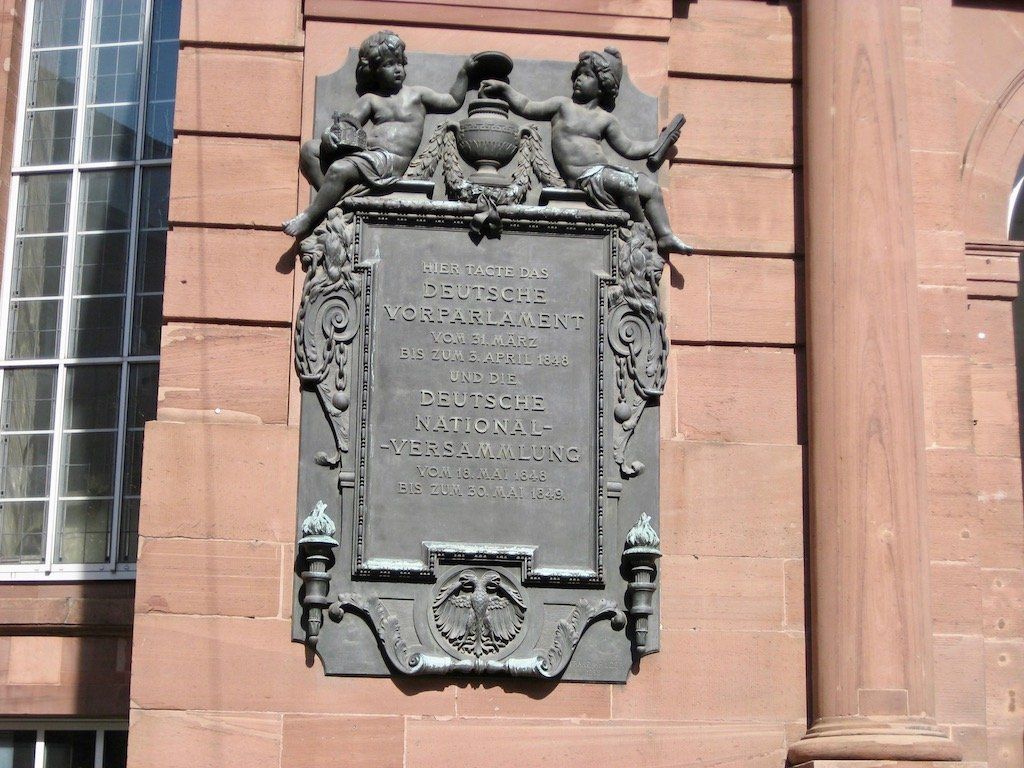 HIER TAGTE DAS
DEUTSCHE
VORPARLAMENT
VOM 31. MÄRZ
BIS ZUM 3. APRIL 1848
UND DIE
DEUTSCHE
NATIONAL-
-VERSAMMLUNG
VOM 18. MAI 1848
BIS ZUM 30. MAI 1849.